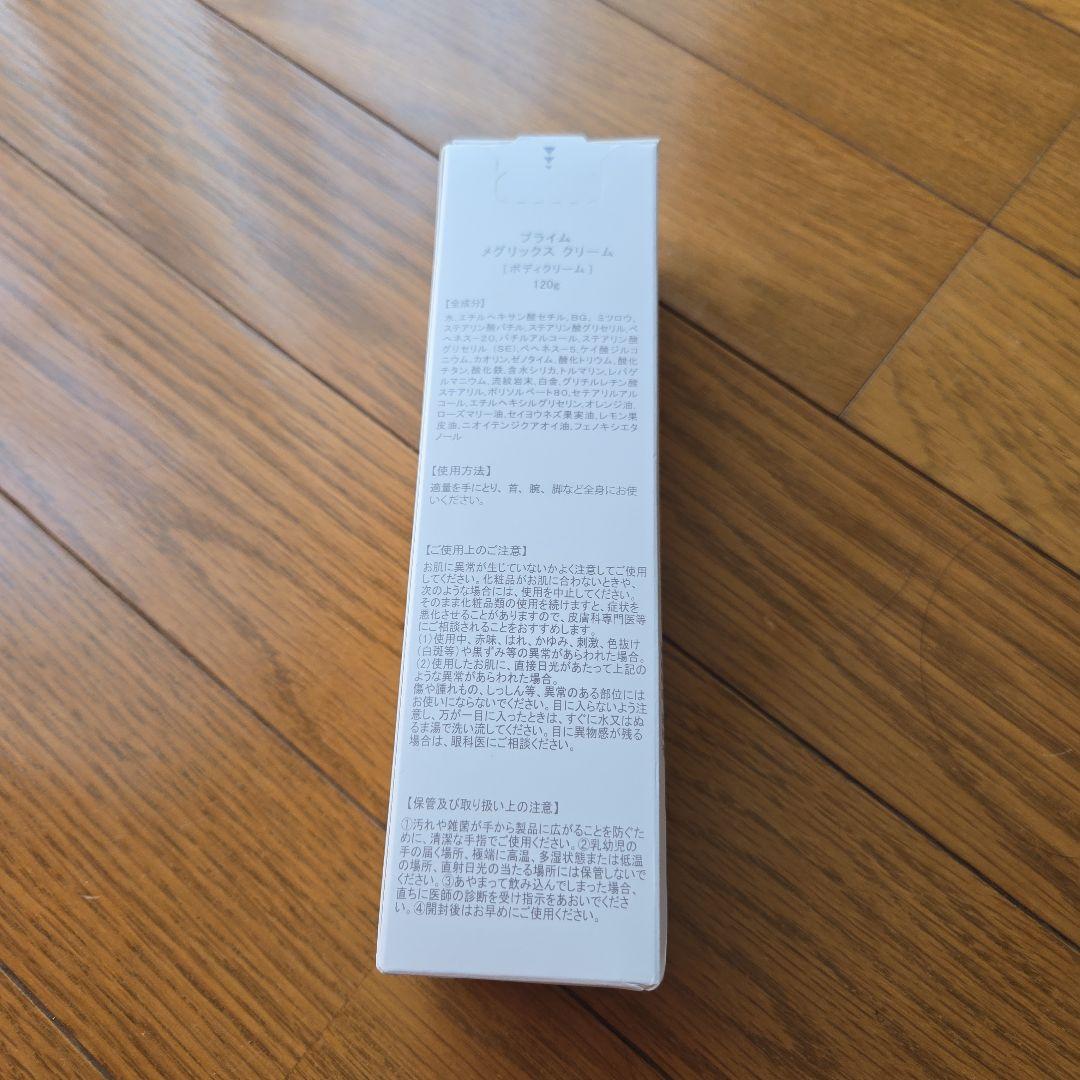 プライム
メグリックス クリーム
[ボディクリーム]
120g
【全成分】
水、エチルヘキサン酸セチル、BG、ミツロウ、
ステアリン酸バチル、ステアリン酸グリセリル、ベ
ヘネス-20、バチルアルコール、ステアリン酸
グリセリル (SE)、ベヘネス-5、ケイ酸ジルコ
ニウム、カオリン、ゼノタイム、酸化トリウム、酸化
チタン、酸化鉄、含水シリカ、トルマリン、レパゲ
ルマニウム、流紋岩末、白金、グリチルレチン酸
ステアリル、ポリソルベート80、セテアリルアル
コール、エチルヘキシルグリセリン、オレンジ油、
ローズマリー油、セイヨウネズ果実油、レモン果
皮油、ニオイテンジクアオイ油、フェノキシエタ
ノール
【使用方法】
適量を手にとり、首、腕、脚など全身にお使
いください。
【ご使用上のご注意】
お肌に異常が生じていないかよく注意してご使用
してください。化粧品がお肌に合わないときや、
次のような場合には、使用を中止してください。
そのまま化粧品類の使用を続けますと、症状を
悪化させることがありますので、皮膚科専門医等
にご相談されることをおすすめします。
(1)使用中、赤味、はれ、かゆみ、刺激、色抜け
(白斑等)や黒ずみ等の異常があらわれた場合。
(2)使用したお肌に、直接日光があたって上記の
ような異常があらわれた場合。
傷や腫れもの、しっしん等、異常のある部位には
お使いにならないでください。目に入らないよう注
意し、万が一目に入ったときは、すぐに水又はぬ
るま湯で洗い流してください。目に異物感が残る
場合は、眼科医にご相談ください。
【保管及び取り扱い上の注意】
①汚れや雑菌が手から製品に広がることを防ぐた
めに、清潔な手指でご使用ください。②乳幼児の
手の届く場所、極端に高温、多湿状態または低温
の場所、直射日光の当たる場所には保管しないで
ください。③あやまって飲み込んでしまった場合、
直ちに医師の診断を受け指示をあおいでくださ
い。④開封後はお早めにご使用ください。